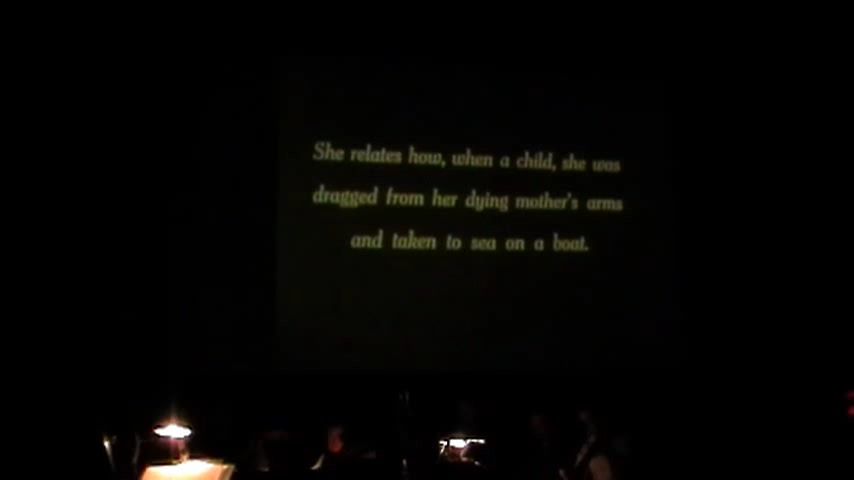 She relates how, when a child, she was
dragged from her dying mother's arms
and taken to sea on a boat.